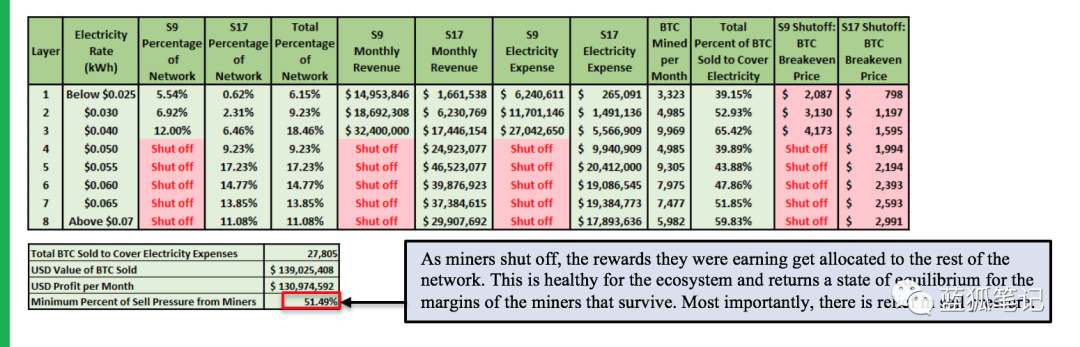 Layer Electricity Rate (kWh) S9 Percentage of Network S17 Percentage of Network Total Percentage of Network S9 Monthly Revenue S17 Monthly Revenue S9 Electricity Expense S17 Electricity Expense BTC Mined per Month Total Percent of BTC Sold to Cover Electricity S9 Shutoff: BTC Breakeven Price S17 Shutoff: BTC Breakeven Price
1 Below $0.025 5.54% 0.62% 6.15% $ 14,953,846 $ 1,661,538 $ 6,240,611 $ 265,091 3,323 39.15% $ 2,087 $ 798
2 $0.030 6.92% 2.31% 9.23% $ 18,692,308 $ 6,230,769 $ 11,701,146 $ 1,491,136 4,985 52.93% $ 3,130 $ 1,197
3 $0.040 12.00% 6.46% 18.46% $ 32,400,000 $ 17,446,154 $ 27,042,650 $ 5,566,909 9,969 65.42% $ 4,173 $ 1,595
4 $0.050 Shut off 9.23% 9.23% Shut off $ 24,923,077 Shut off $ 9,940,909 4,985 39.89% Shut off $ 1,994
5 $0.055 Shut off 17.23% 17.23% Shut off $ 46,523,077 Shut off $ 20,412,000 9,305 43.88% Shut off $ 2,194
6 $0.060 Shut off 14.77% 14.77% Shut off $ 39,876,923 Shut off $ 19,086,545 7,975 47.86% Shut off $ 2,393
7 $0.065 Shut off 13.85% 13.85% Shut off $ 37,384,615 Shut off $ 19,384,773 7,477 51.85% Shut off $ 2,593
8 Above $0.07 Shut off 11.08% 11.08% Shut off $ 29,907,692 Shut off $ 17,893,636 5,982 59.83% Shut off $ 2,991
Total BTC Sold to Cover Electricity Expenses 27,805
USD Value of BTC Sold $ 139,025,408
USD Profit per Month $ 130,974,592
Minimum Percent of Sell Pressure from Miners 51.49%
As miners shut off, the rewards they were earning get allocated to the rest of the
network. This is healthy for the ecosystem and returns a state of equilibrium for the
margins of the miners that survive. Most importantly, there is
蓝狐笔记